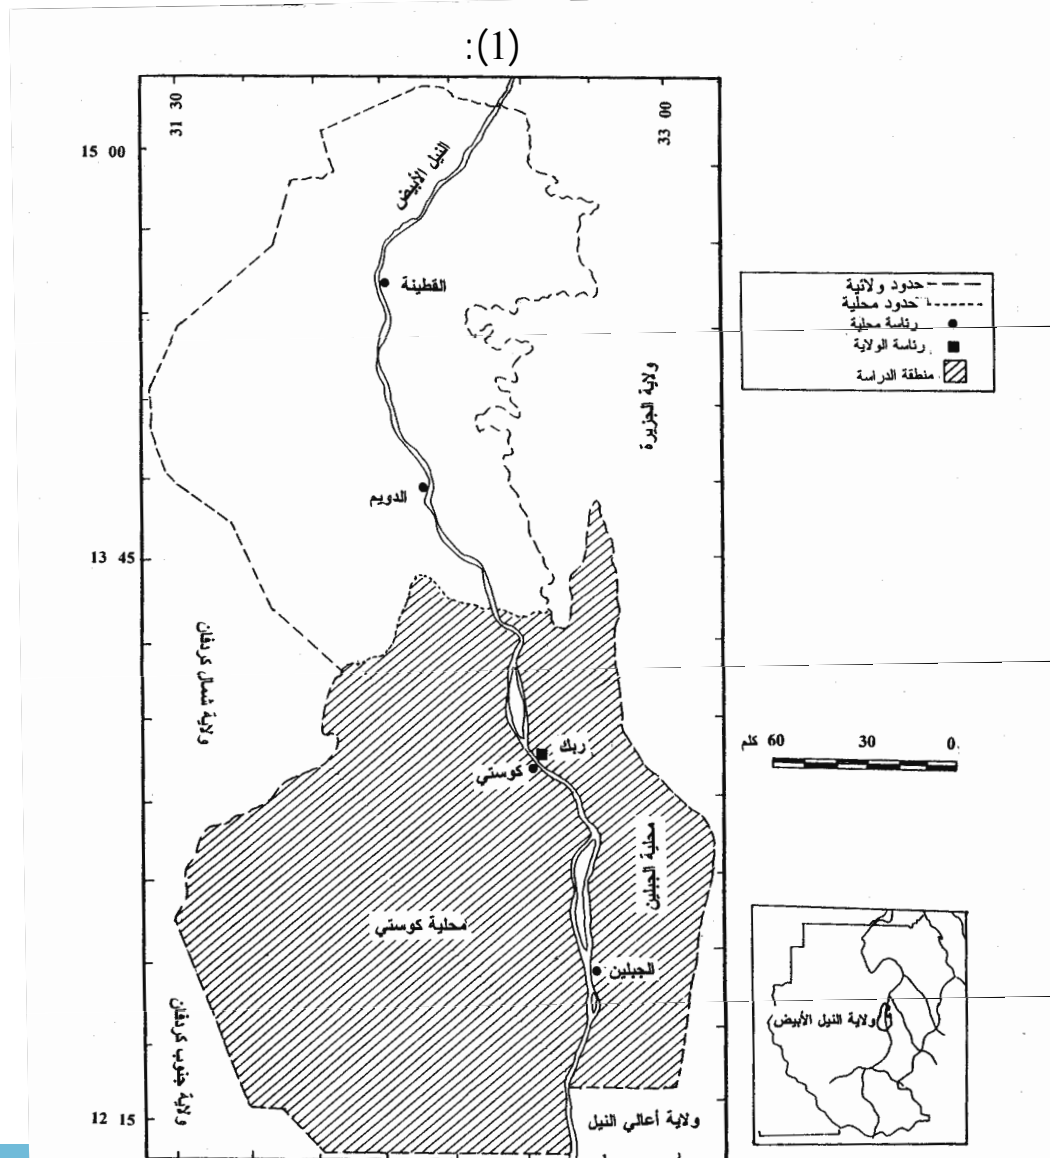 :(1)
31 30
33 00
15 00
النيل الأبيض
القطينة
حدود ولائية
حدود محلية
رئاسة محلية
رئاسة الولاية
منطقة الدراسة
ولاية الجزيرة
الدويم
13 45
ولاية شمال كردفان
ربك
كوستي
كلم 60 30 0
محلية الجبلين
محلية كوستي
الجبلين
ولاية النيل الأبيض
ولاية جنوب كردفان
12 15
ولاية أعالي النيل